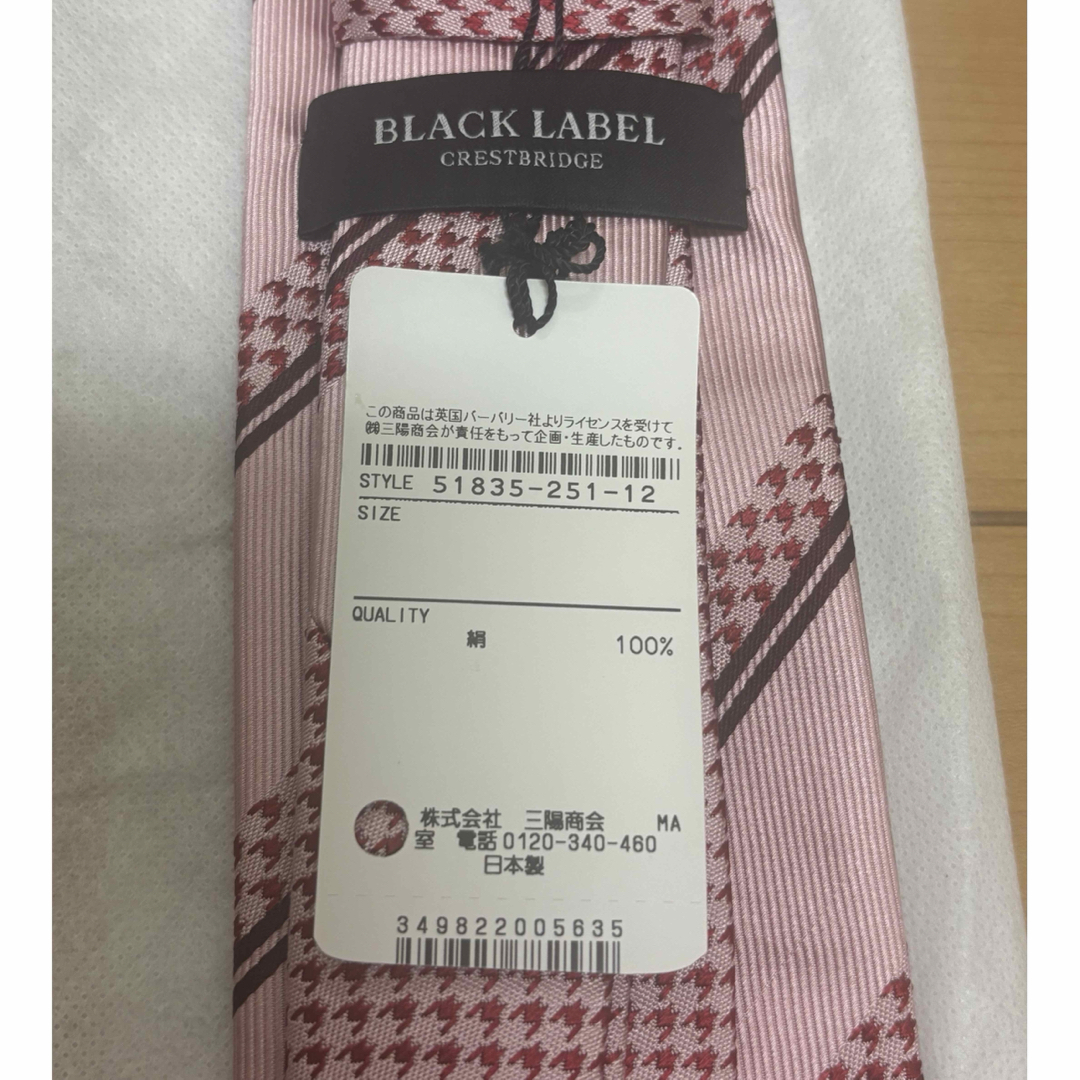 BLACK LABEL
CRESTBRIDGE
この商品は英国バーバリー社よりライセンスを受けて
㈱三陽商会が責任をもって企画・生産したものです。
STYLE 51835-251-12
SIZE
QUALITY
絹 100%
株式会社 三陽商会 MA
室 電話0120-340-460
日本製
349822005635